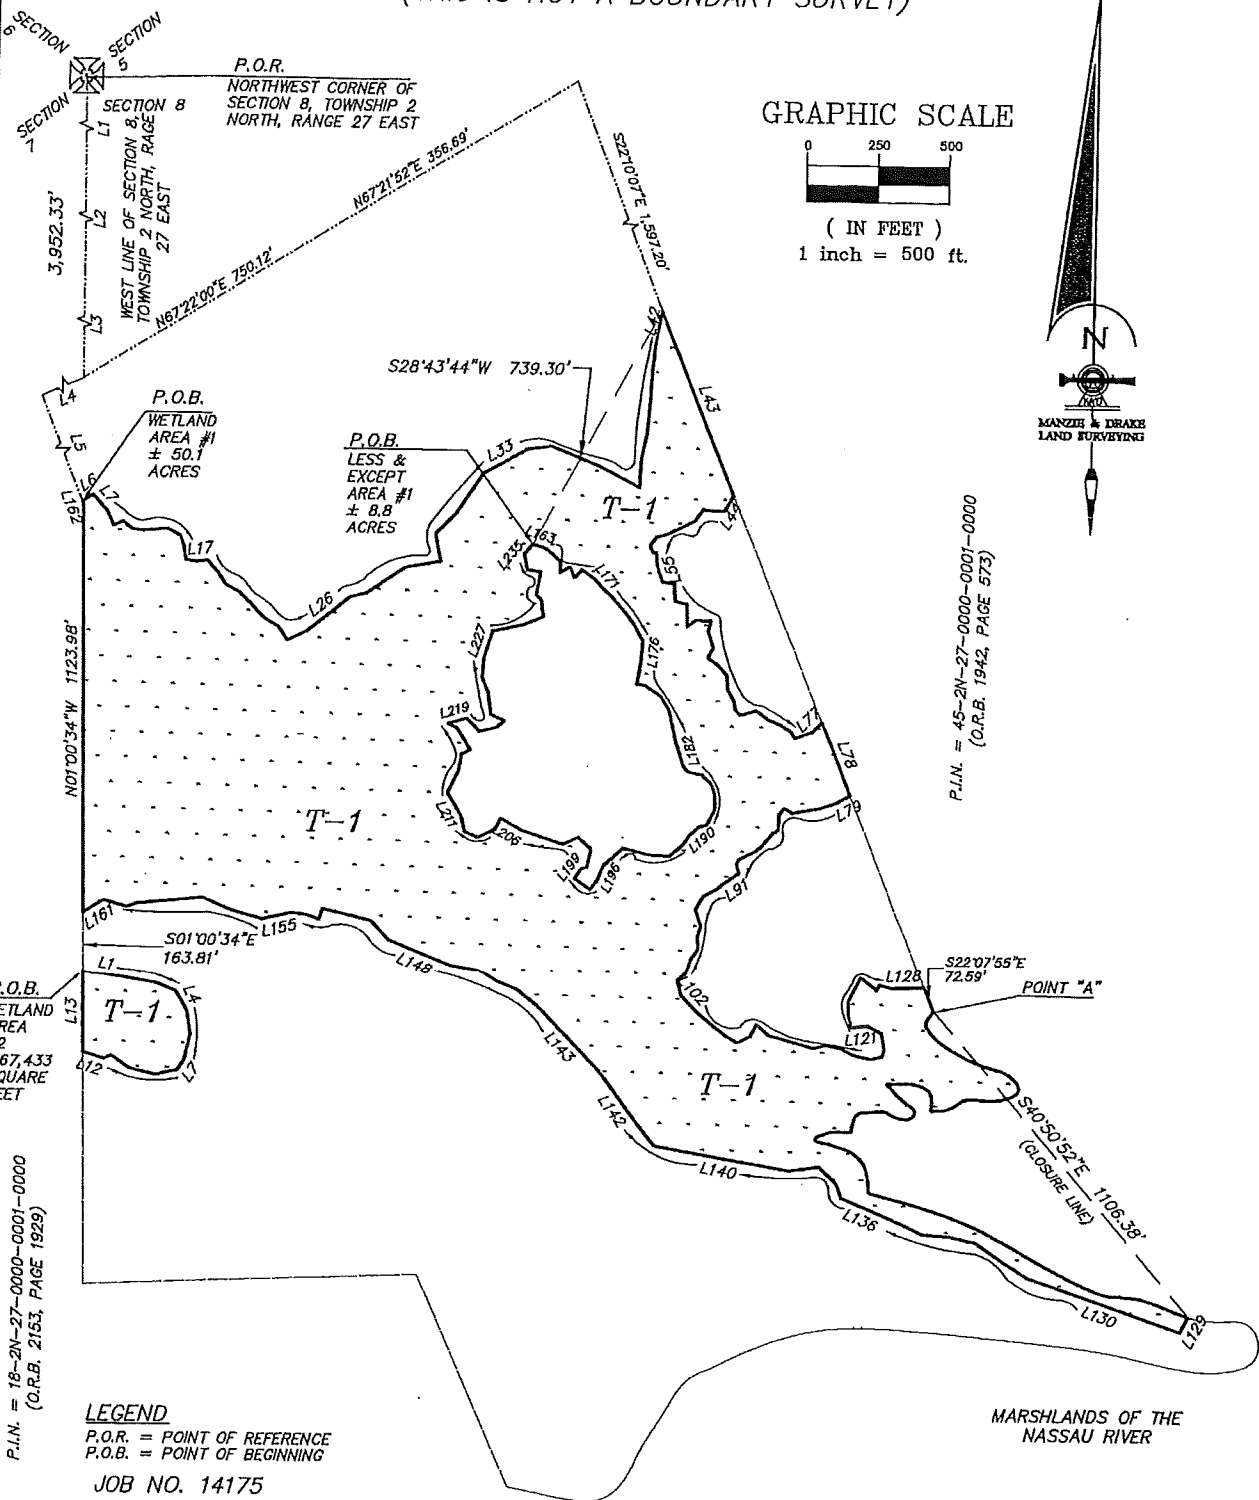 (THIS IS NOT A BOUNDARY SURVEY)
SECTION
6
SECTION
5
SECTION
7
SECTION 8
P.O.R.
NORTHWEST CORNER OF
SECTION 8, TOWNSHIP 2
NORTH, RANGE 27 EAST
L1
L2
L3
3,952.33'
WEST LINE OF SECTION 8,
TOWNSHIP 2 NORTH, RAGE
27 EAST
N67°21'52"E 356.69'
N67°22'00"E 750.12'
S22°10'07"E 1,597.20'
GRAPHIC SCALE
0 250 500
( IN FEET )
1 inch = 500 ft.
N
MANZIE & DRAKE
LAND SURVEYING
L4
L5
L6
L7
L162
P.O.B.
WETLAND
AREA #1
± 50.1
ACRES
S28°43'44"W 739.30'
P.O.B.
LESS &
EXCEPT
AREA #1
± 8.8
ACRES
L17
L26
L33
L42
L43
L44
L55
T-1
L163
L171
L176
L182
L190
L196
L199
L206
L211
L219
L227
L235
L77
L78
L79
L91
L102
L121
L128
N01°00'34"W 1123.98'
T-1
P.I.N. = 45-2N-27-0000-0001-0000
(O.R.B. 1942, PAGE 573)
L161
L155
L148
L143
L142
L140
L136
L130
L129
S01°00'34"E
163.81'
S22°07'55"E
72.59'
POINT "A"
S40°50'52"E 1106.38'
(CLOSURE LINE)
T-1
P.O.B.
L1
L4
L7
L12
L13
T-1
67,433
P.I.N. = 18-2N-27-0000-0001-0000
(O.R.B. 2153, PAGE 1929)
LEGEND
P.O.R. = POINT OF REFERENCE
P.O.B. = POINT OF BEGINNING
JOB NO. 14175
MARSHLANDS OF THE
NASSAU RIVER